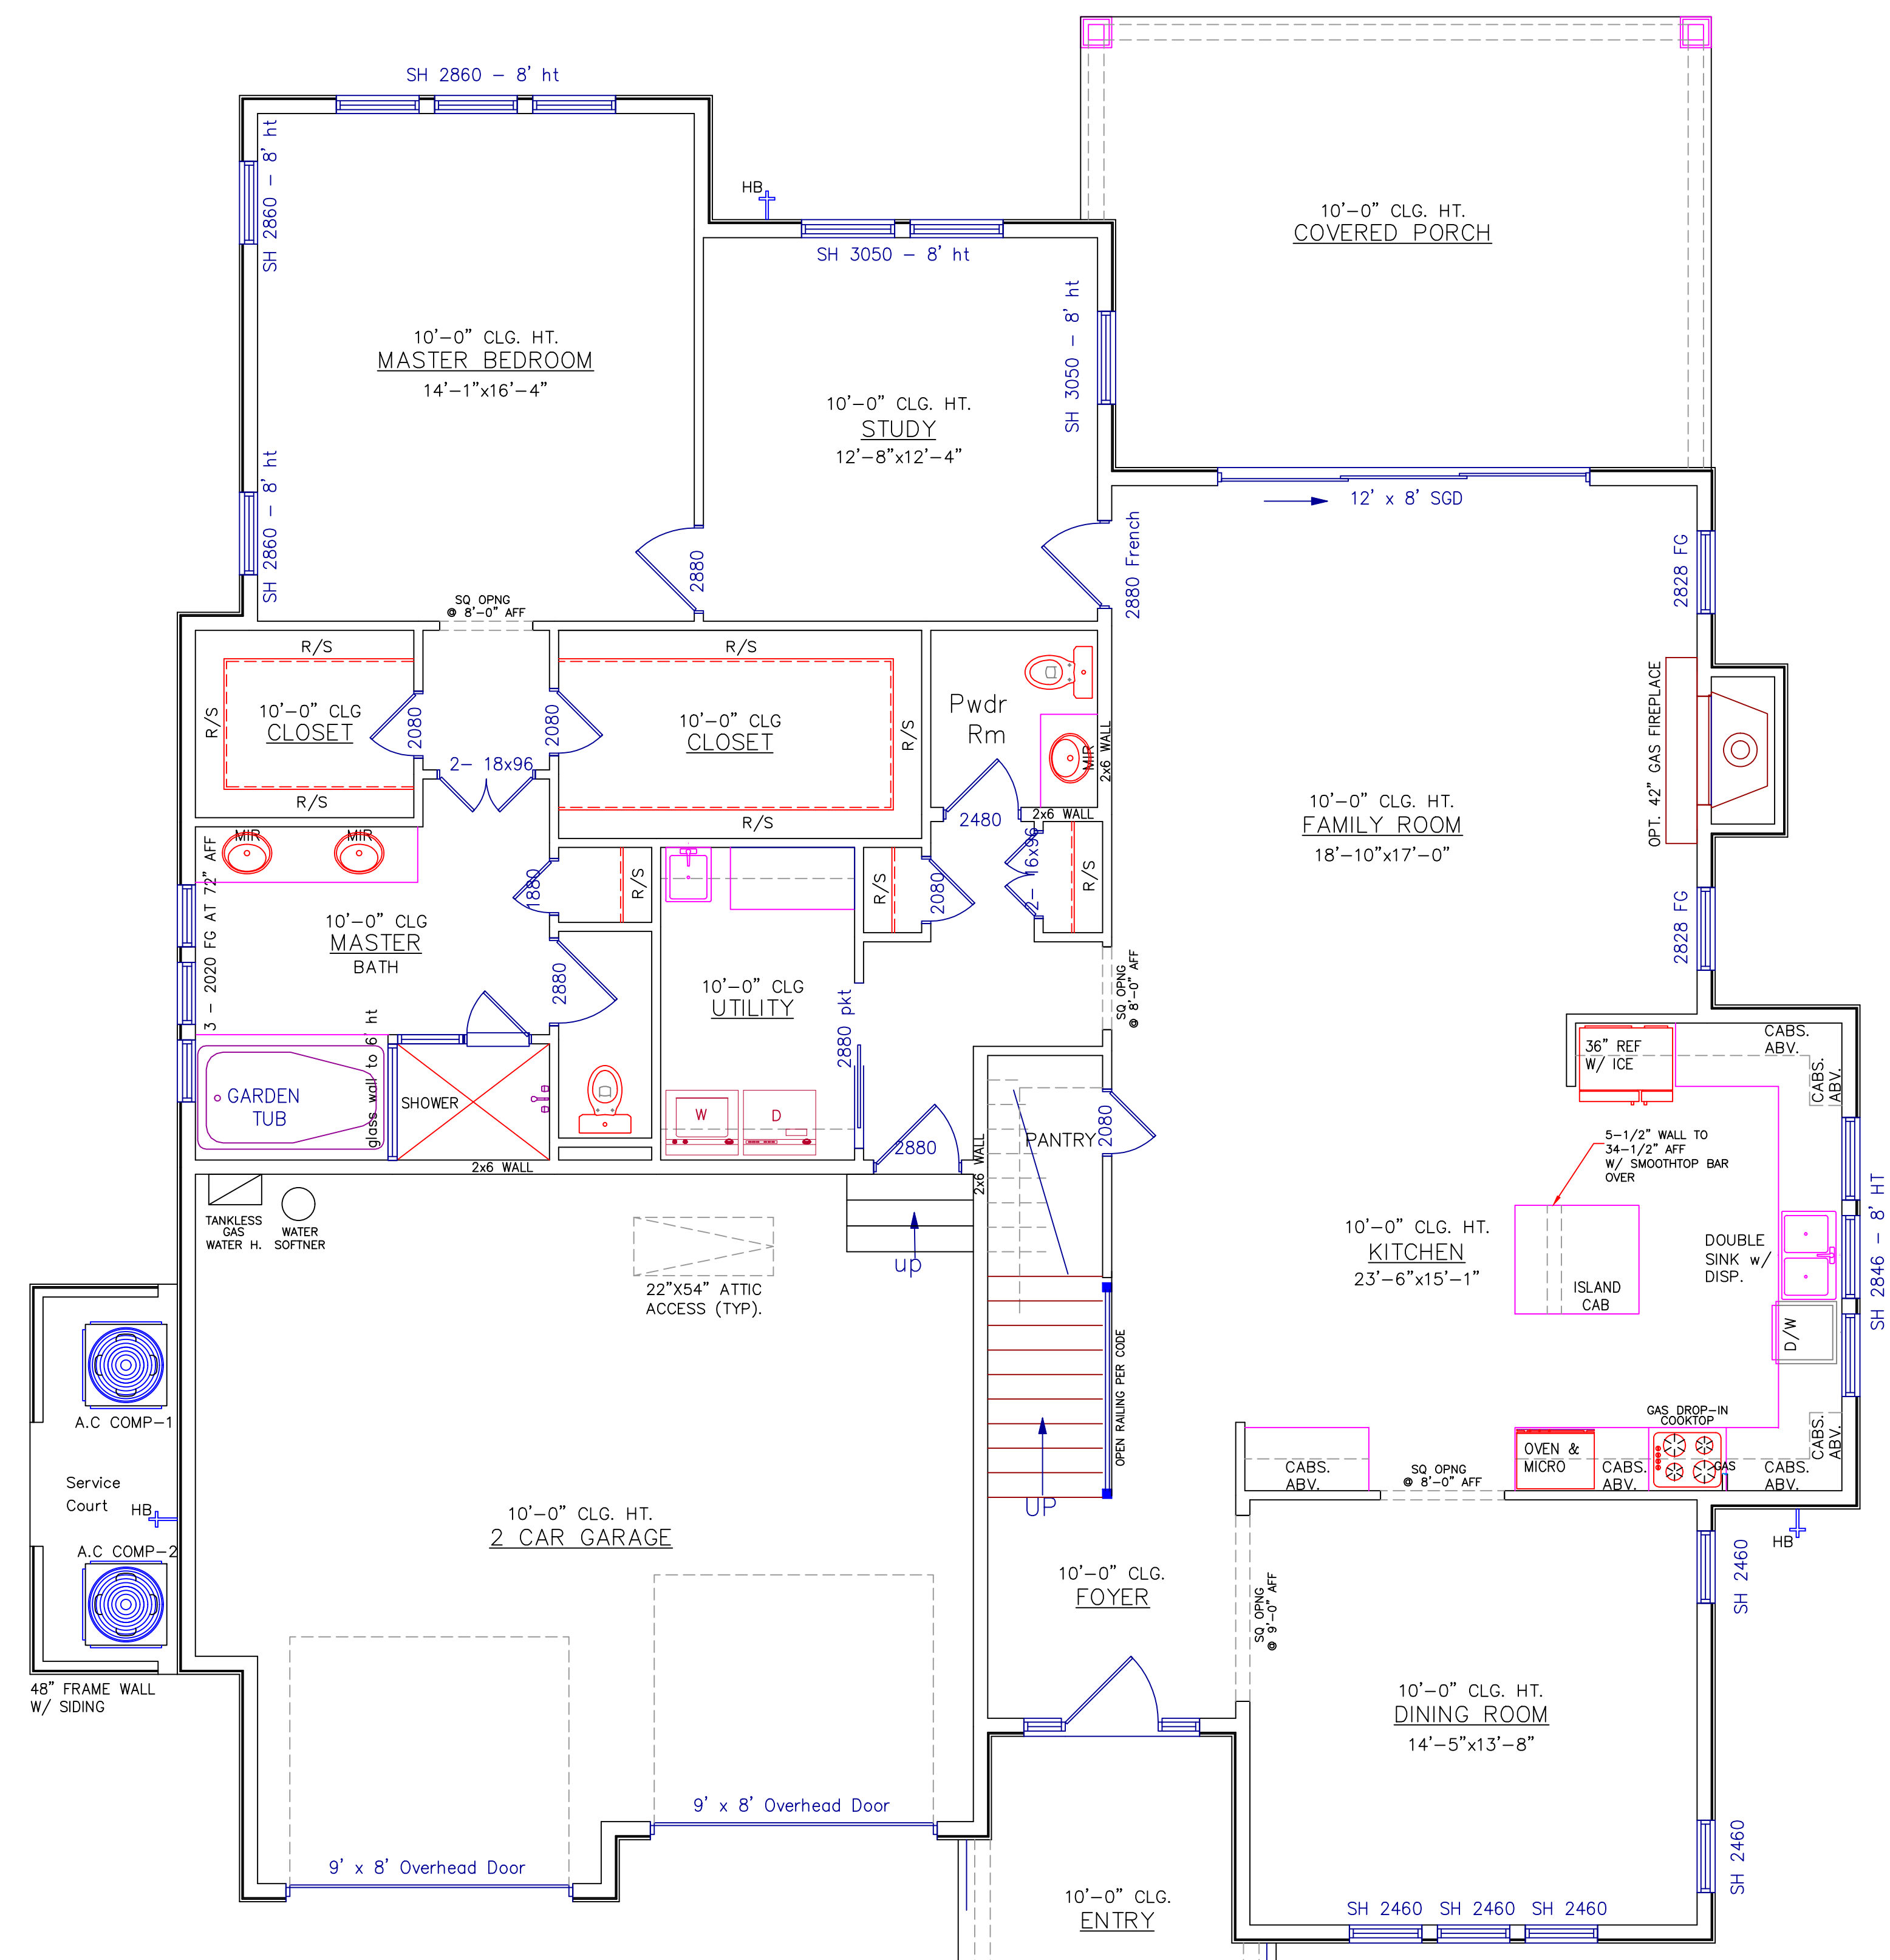 SH 2860 - 8' ht
SH 2860 - 8' ht
SH 2860 - 8' ht
10'-0" CLG. HT.
MASTER BEDROOM
14'-1"x16'-4"
HB
SH 3050 - 8' ht
SH 3050 - 8' ht
10'-0" CLG. HT.
STUDY
12'-8"x12'-4"
10'-0" CLG. HT.
COVERED PORCH
12' x 8' SGD
2880
2880 French
2828 FG
SQ OPNG
@ 8'-0" AFF
R/S
R/S
R/S
10'-0" CLG
CLOSET
2080
2080
2- 18x96
R/S
R/S
R/S
10'-0" CLG
CLOSET
Pwdr
Rm
MIR
2x6 WALL
2x6 WALL
2480
OPT. 42" GAS FIREPLACE
10'-0" CLG. HT.
FAMILY ROOM
18'-10"x17'-0"
2828 FG
MIR
MIR
3 - 2020 FG AT 72" AFF
1880
R/S
R/S
2080
2- 16x96
R/S
10'-0" CLG
MASTER
BATH
2880
10'-0" CLG
UTILITY
2880 pkt
SQ OPNG
@ 8'-0" AFF
GARDEN
TUB
glass wall to 6' ht
SHOWER
W
D
2x6 WALL
2880
2x6 WALL
PANTRY
2080
36" REF
W/ ICE
CABS.
ABV.
CABS.
ABV.
5-1/2" WALL TO
34-1/2" AFF
W/ SMOOTHTOP BAR
OVER
10'-0" CLG. HT.
KITCHEN
23'-6"x15'-1"
ISLAND
CAB
DOUBLE
SINK w/
DISP.
D/W
SH 2846 - 8' HT
TANKLESS
GAS
WATER H.
WATER
SOFTNER
22"X54" ATTIC
ACCESS (TYP).
up
OPEN RAILING PER CODE
UP
A.C COMP-1
Service
Court
HB
A.C COMP-2
48" FRAME WALL
W/ SIDING
10'-0" CLG. HT.
2 CAR GARAGE
CABS.
ABV.
SQ OPNG
@ 8'-0" AFF
OVEN &
MICRO
CABS.
ABV.
GAS DROP-IN
COOKTOP
GAS
CABS.
ABV.
CABS.
ABV.
HB
10'-0" CLG.
FOYER
SQ OPNG
@ 9'-0" AFF
SH 2460
10'-0" CLG. HT.
DINING ROOM
14'-5"x13'-8"
SH 2460
9' x 8' Overhead Door
9' x 8' Overhead Door
10'-0" CLG.
ENTRY
SH 2460
SH 2460
SH 2460